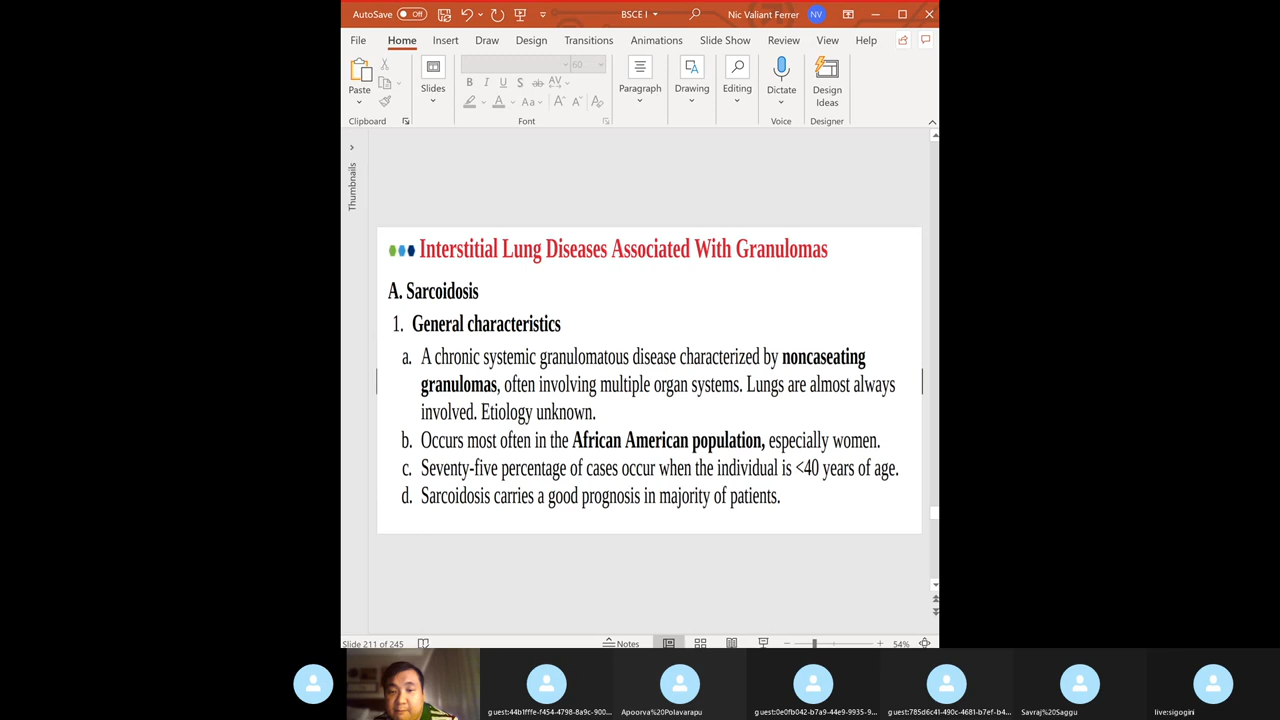 AutoSave Off BSCE I Nic Valiant Ferrer NV
File Home Insert Draw Design Transitions Animations Slide Show Review View Help
60
Paste Slides B I U S ab AV Paragraph Drawing Editing Dictate Design Ideas
Aa A A
Clipboard Font Voice Designer
Thumbnails
Interstitial Lung Diseases Associated With Granulomas
A. Sarcoidosis
1. General characteristics
a. A chronic systemic granulomatous disease characterized by noncaseating
granulomas, often involving multiple organ systems. Lungs are almost always
involved. Etiology unknown.
b. Occurs most often in the African American population, especially women.
c. Seventy-five percentage of cases occur when the individual is <40 years of age.
d. Sarcoidosis carries a good prognosis in majority of patients.
Slide 211 of 245 Notes 54%
guest:44b1fffe-f454-4798-8a9c-900... Apoorva%20Polavarapu guest:0e0fb042-b7a9-44e9-9935-9... guest:785d6c41-490c-4681-b7ef-b4... Savraj%20Saggu live:sisogini